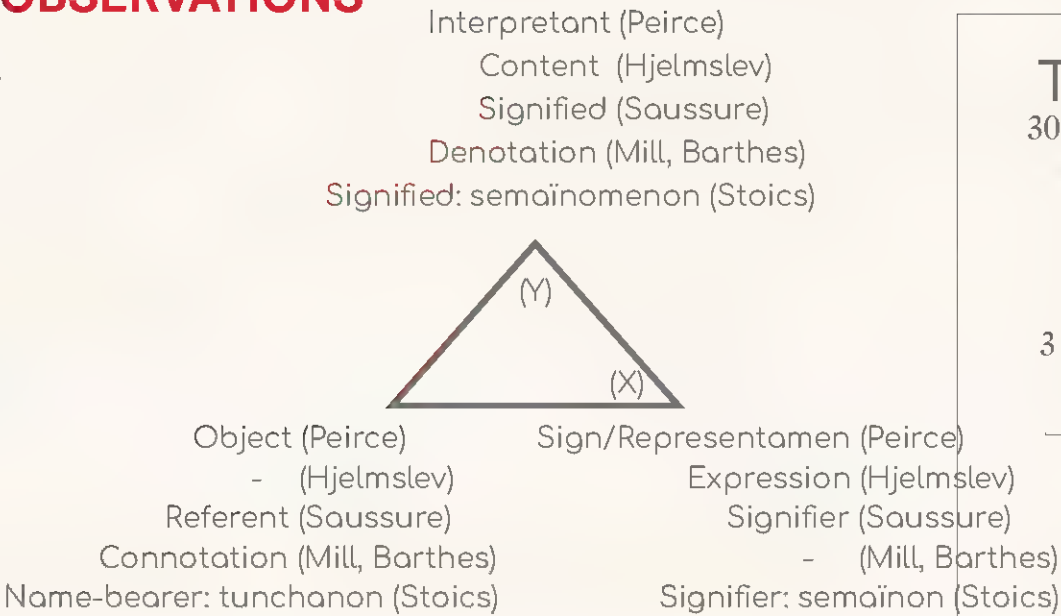 OBSERVATIONS
Interpretant (Peirce)
Content (Hjelmslev)
Signified (Saussure)
Denotation (Mill, Barthes)
Signified: semaïnomenon (Stoics)
T
30
3
(Y)
(X)
Object (Peirce)
- (Hjelmslev)
Referent (Saussure)
Connotation (Mill, Barthes)
Name-bearer: tunchanon (Stoics)
Sign/Representamen (Peirce)
Expression (Hjelmslev)
Signifier (Saussure)
- (Mill, Barthes)
Signifier: semaïnon (Stoics)